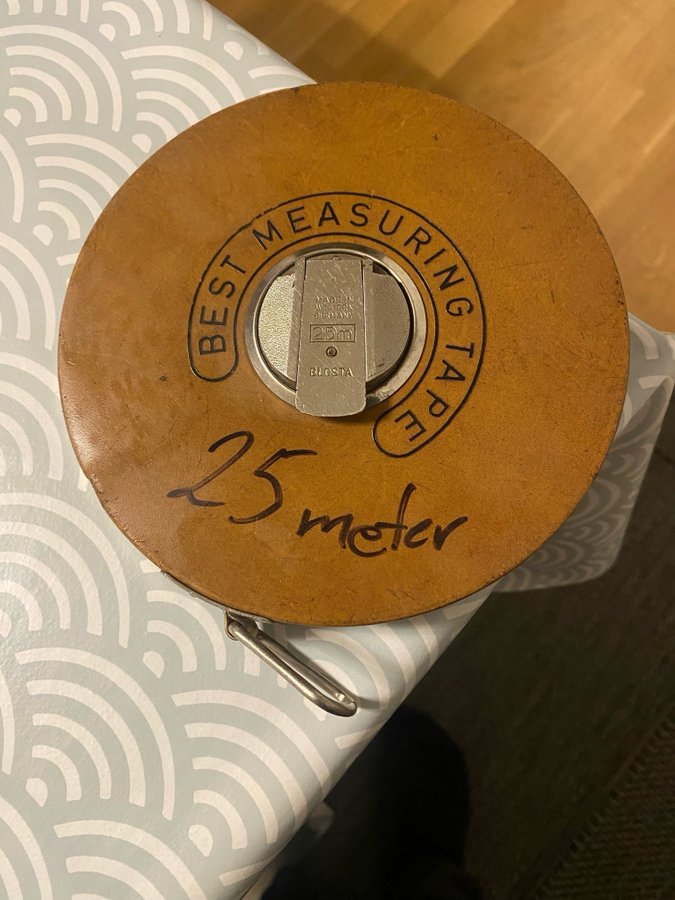 BEST MEASURING TAPE
MADE IN
WESTERN
GERMANY
25m
BLOSTA
25 meter